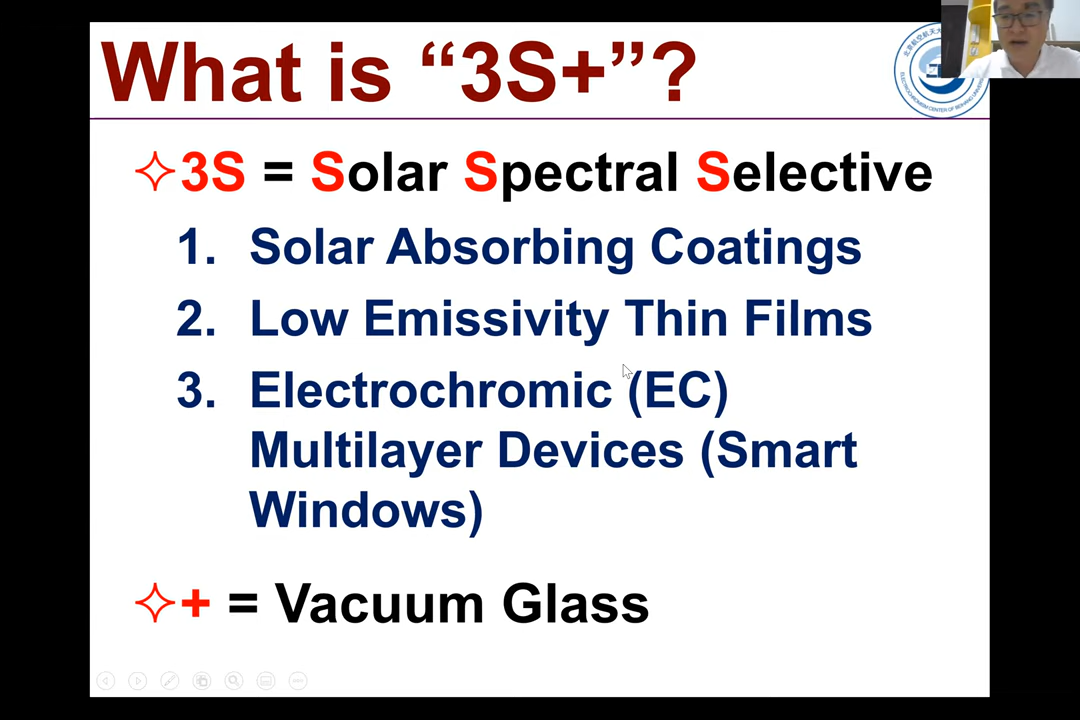 What is “3S+”?
✧3S = Solar Spectral Selective
1. Solar Absorbing Coatings
2. Low Emissivity Thin Films
3. Electrochromic (EC)
Multilayer Devices (Smart
Windows)
✧+ = Vacuum Glass